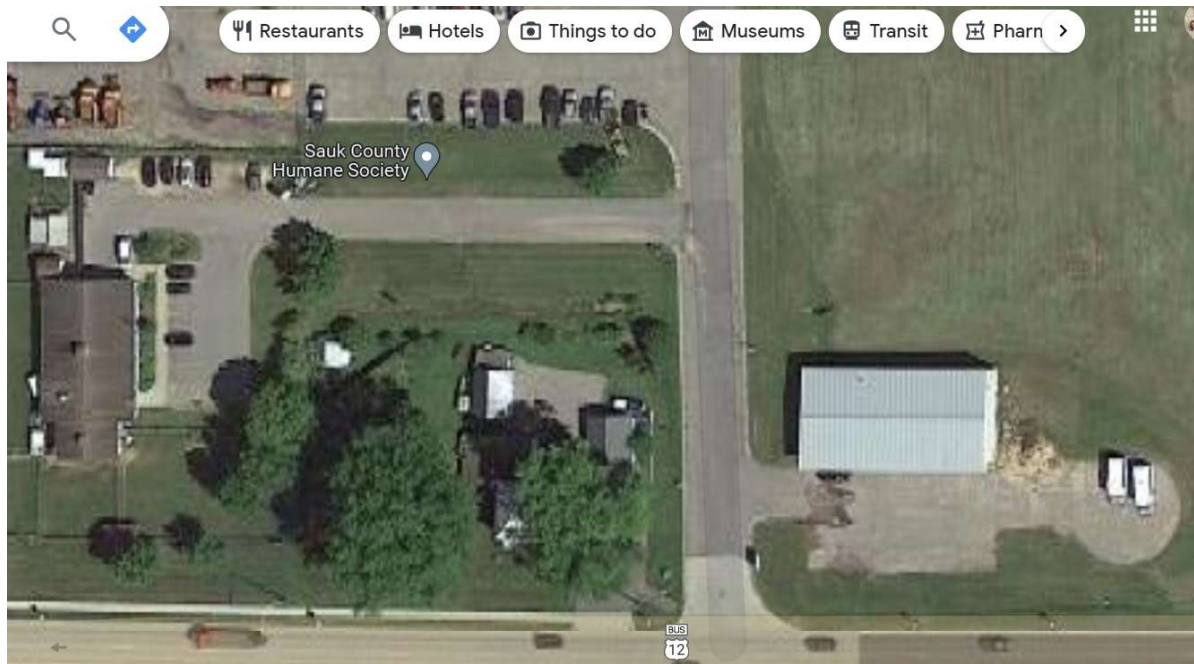 Restaurants
Hotels
Things to do
Museums
Transit
Pharn
Sauk County
Humane Society
BUS
12